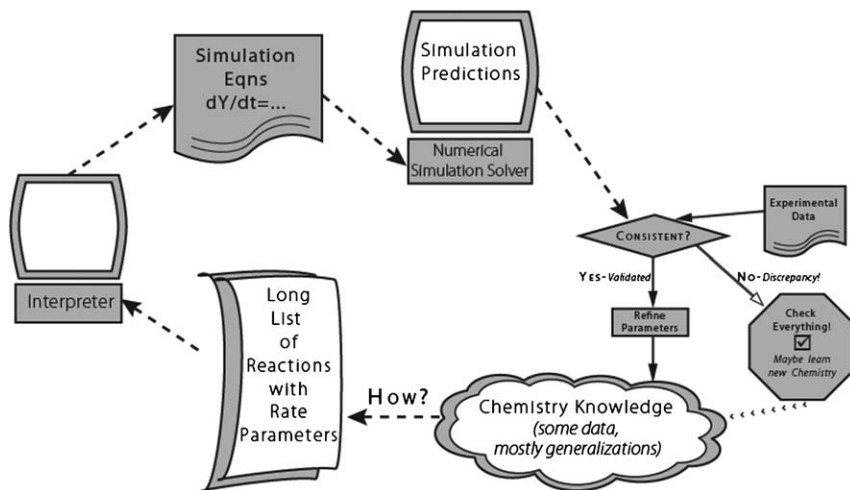 Simulation
Eqns
dY/dt=...
Simulation
Predictions
Numerical
Simulation Solver
Experimental
Data
CONSISTENT?
YES-Validated
NO-Discrepancy!
Interpreter
Long
List
of
Reactions
with
Rate
Parameters
Refine
Parameters
Check
Everything!
Maybe learn
new Chemistry
HOW?
Chemistry Knowledge
(some data,
mostly generalizations)